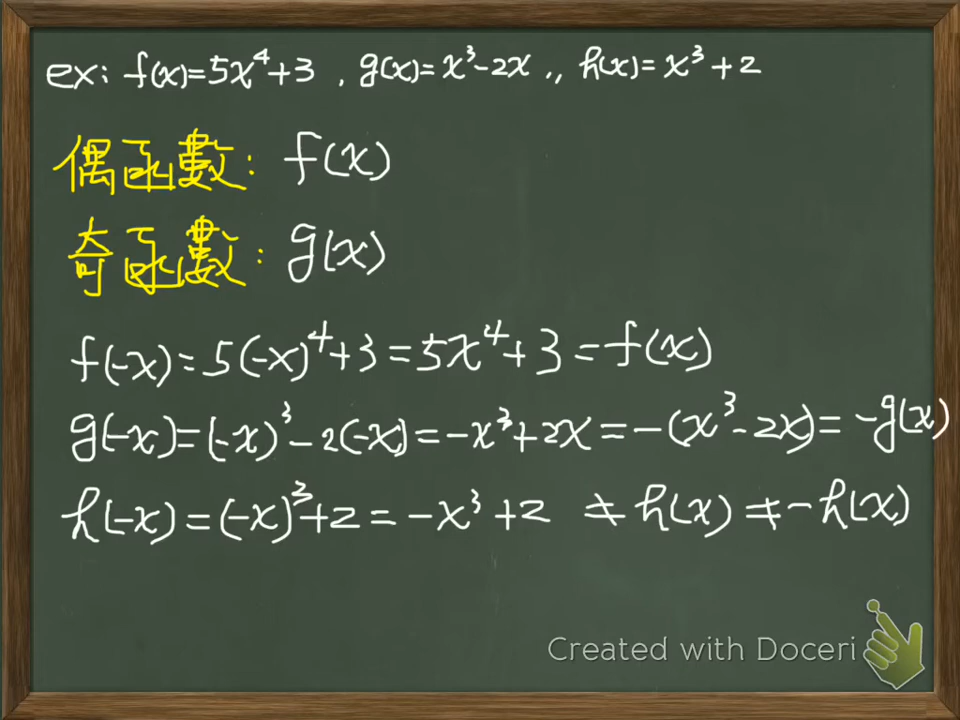 ex: f(x)=5x⁴+3 , g(x)=x³-2x ., h(x)=x³+2
偶函數: f(x)
奇函數: g(x)
f(-x)=5(-x)⁴+3=5x⁴+3=f(x)
g(-x)=(-x)³-2(-x)=-x³+2x=-(x³-2x)=-g(x)
h(-x)=(-x)³+2=-x³+2 ≠h(x)≠-h(x)
Created with Doceri